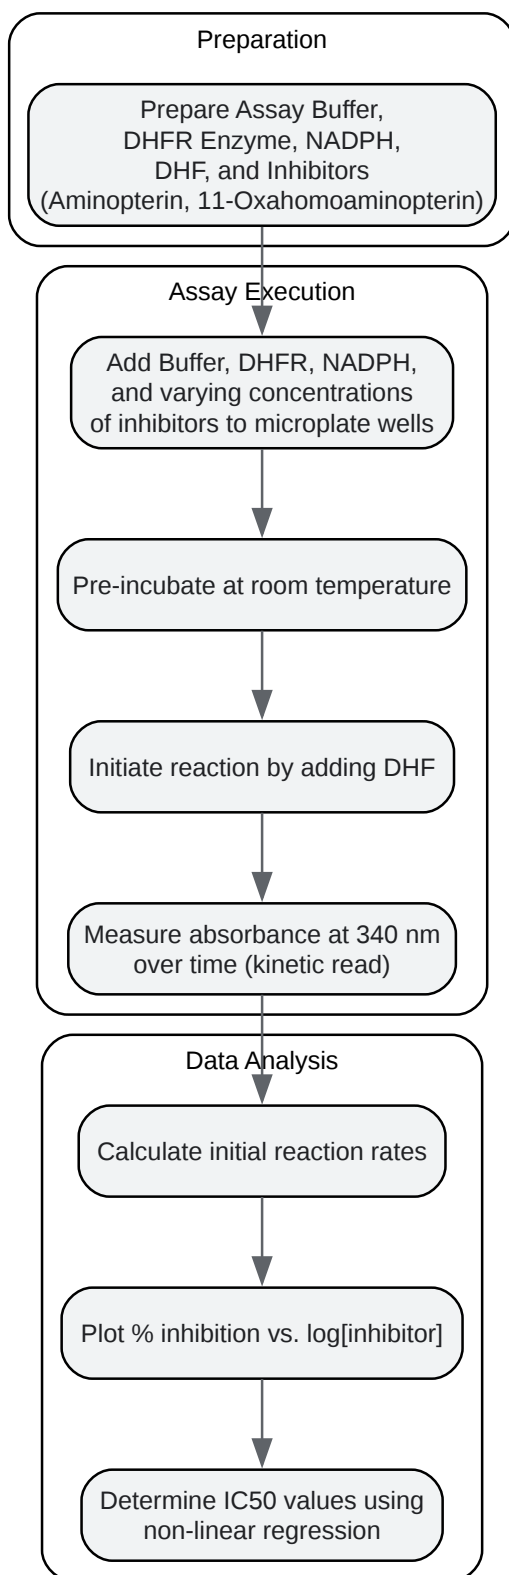 Preparation
Prepare Assay Buffer,
DHFR Enzyme, NADPH,
DHF, and Inhibitors
(Aminopterin, 11-Oxahomoaminopterin)
Assay Execution
Add Buffer, DHFR, NADPH,
and varying concentrations
of inhibitors to microplate wells
Pre-incubate at room temperature
Initiate reaction by adding DHF
Measure absorbance at 340 nm
over time (kinetic read)
Data Analysis
Calculate initial reaction rates
Plot % inhibition vs. log[inhibitor]
Determine IC50 values using
non-linear regression